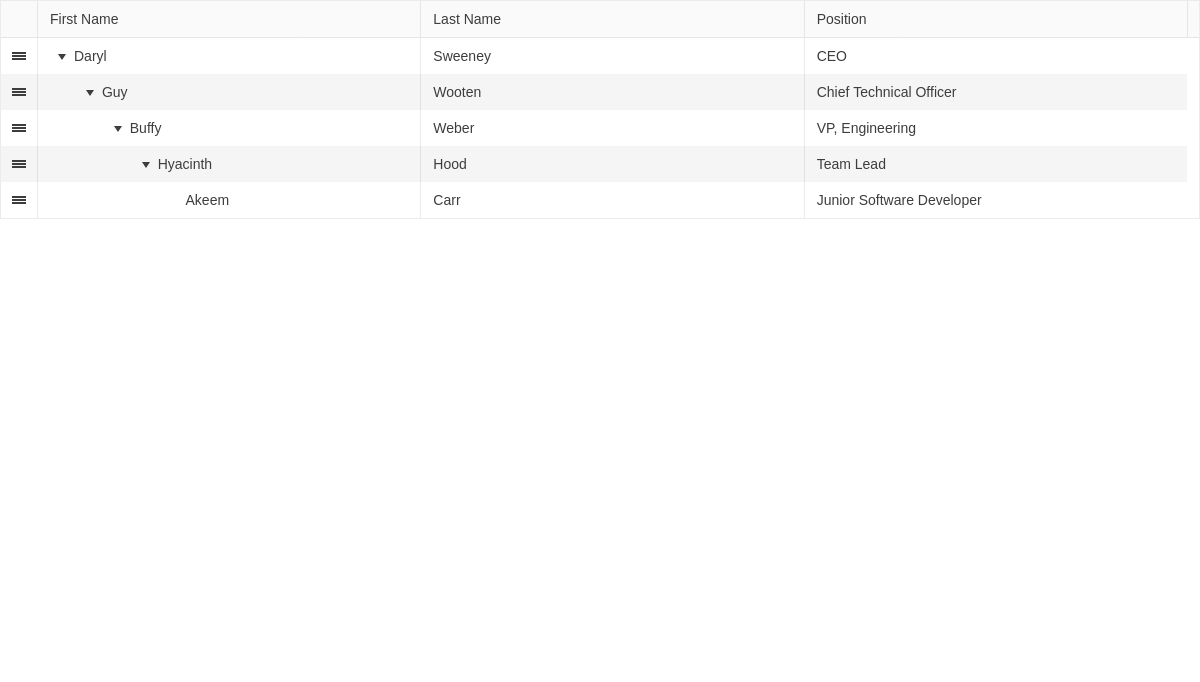 First Name Last Name Position
Daryl Sweeney CEO
Guy Wooten Chief Technical Officer
Buffy Weber VP, Engineering
Hyacinth Hood Team Lead
Akeem Carr Junior Software Developer